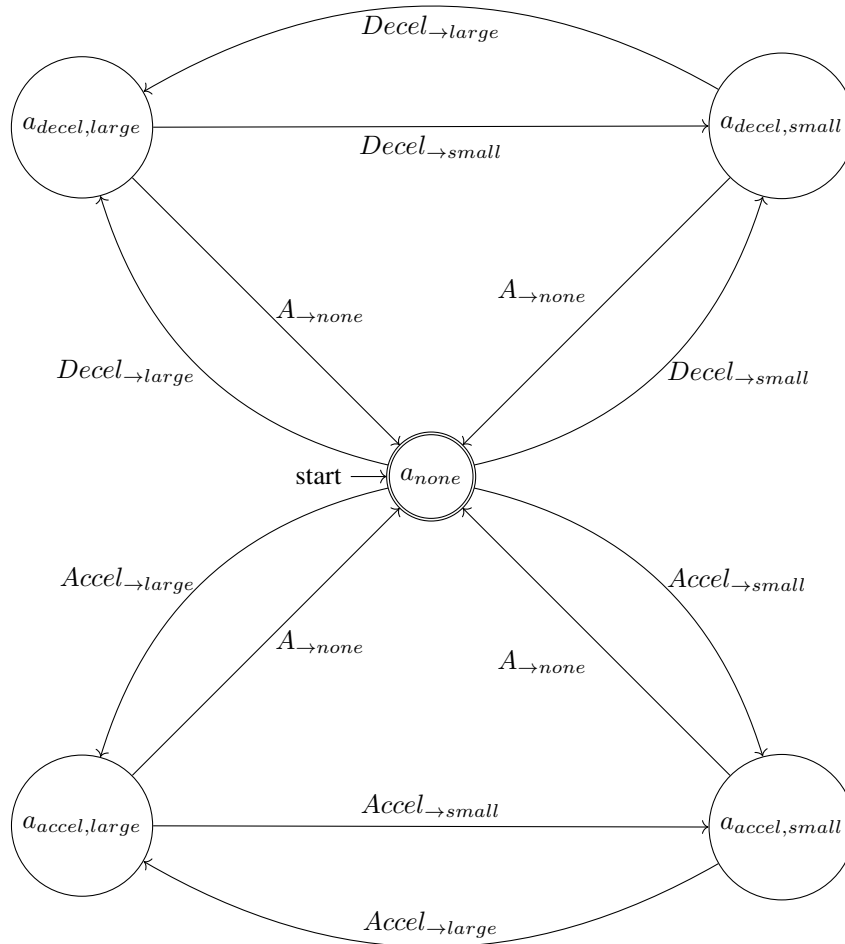 Decel→large
a_decel,large
a_decel,small
Decel→small
A→none
A→none
Decel→large
Decel→small
start
a_none
Accel→large
Accel→small
A→none
A→none
Accel→small
a_accel,large
a_accel,small
Accel→large